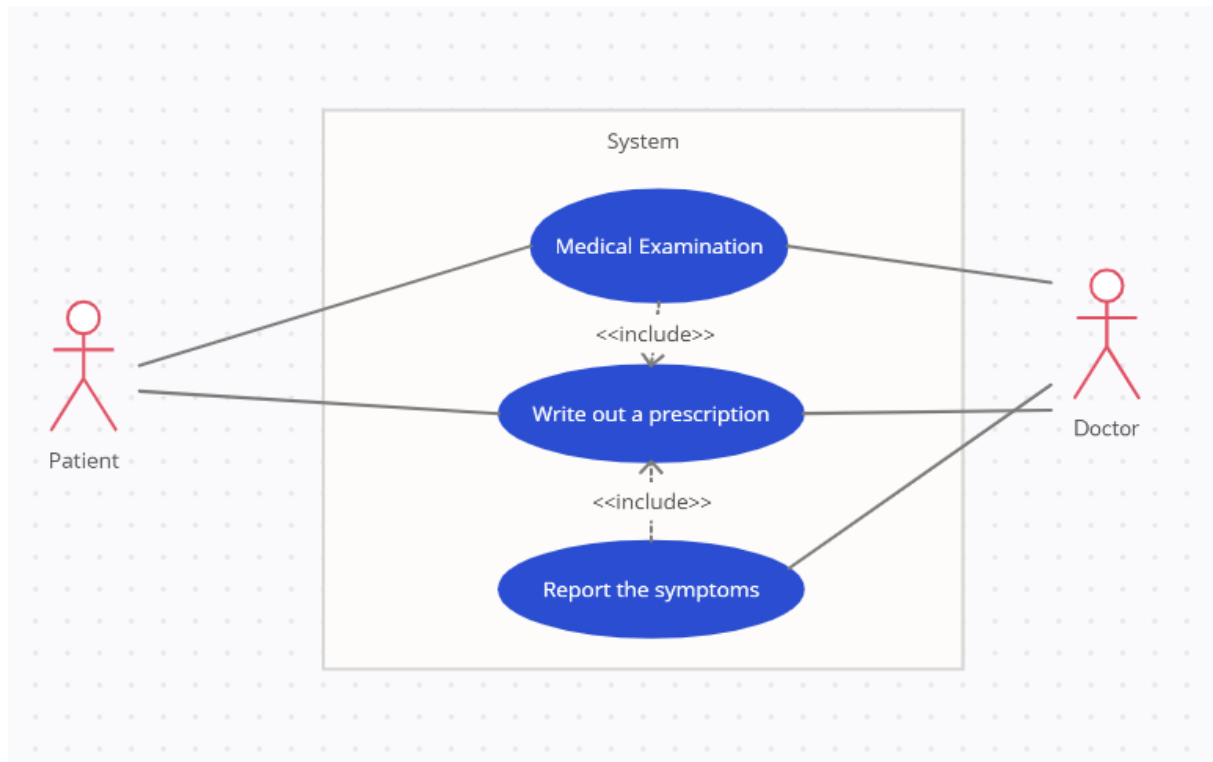 System
Medical Examination
<<include>>
Write out a prescription
<<include>>
Report the symptoms
Patient
Doctor